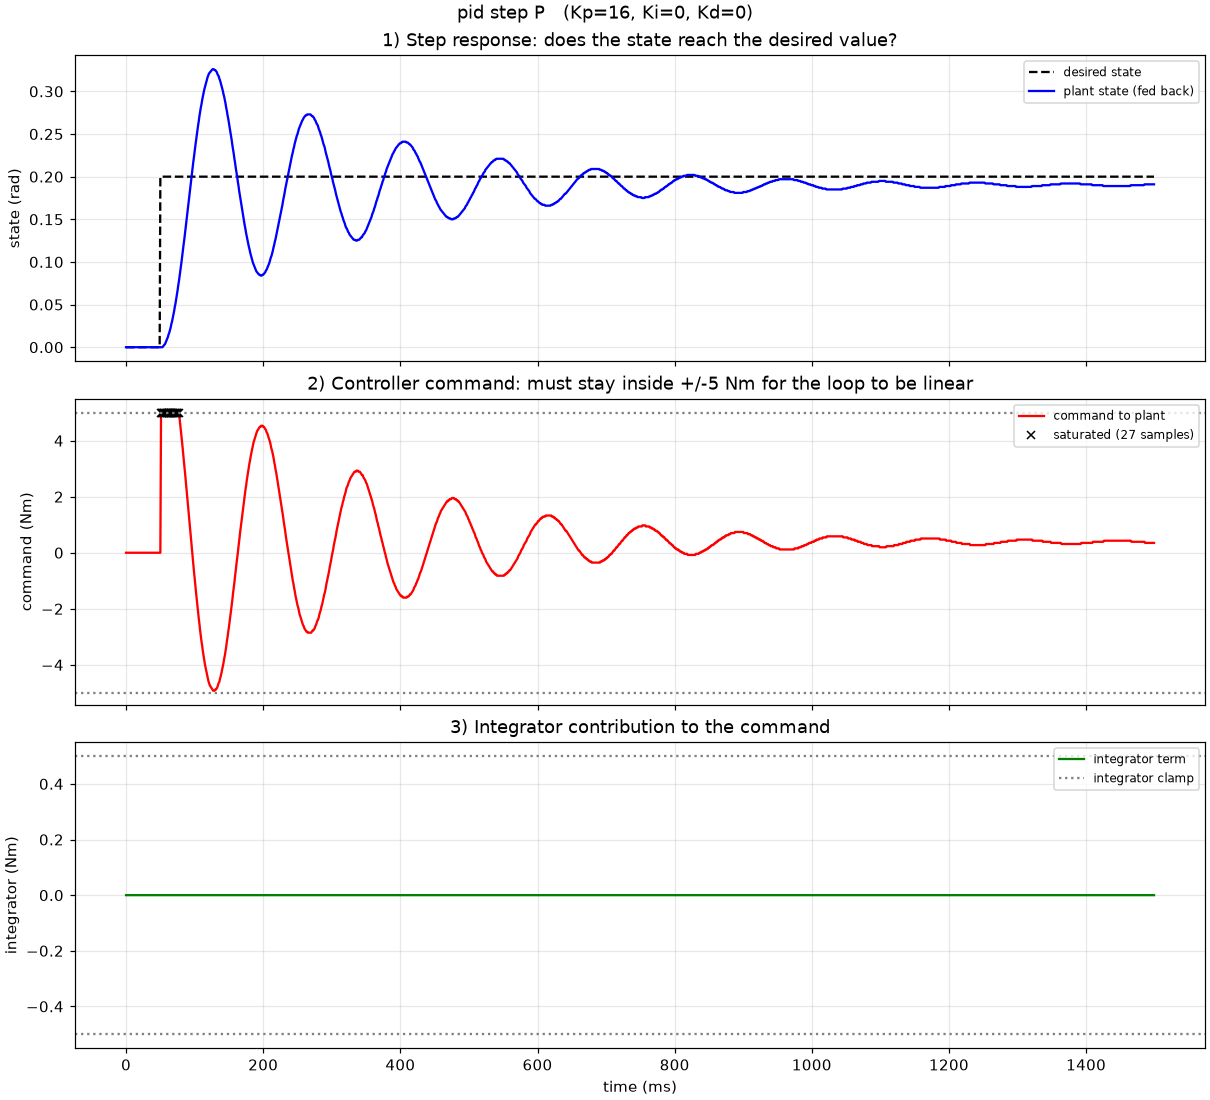 pid step P   (Kp=16, Ki=0, Kd=0)
1) Step response: does the state reach the desired value?
desired state
plant state (fed back)
0.30
0.25
0.20
0.15
0.10
0.05
0.00
state (rad)
2) Controller command: must stay inside +/-5 Nm for the loop to be linear
command to plant
saturated (27 samples)
4
2
0
−2
−4
command (Nm)
3) Integrator contribution to the command
integrator term
integrator clamp
0.4
0.2
0.0
−0.2
−0.4
integrator (Nm)
0 200 400 600 800 1000 1200 1400
time (ms)